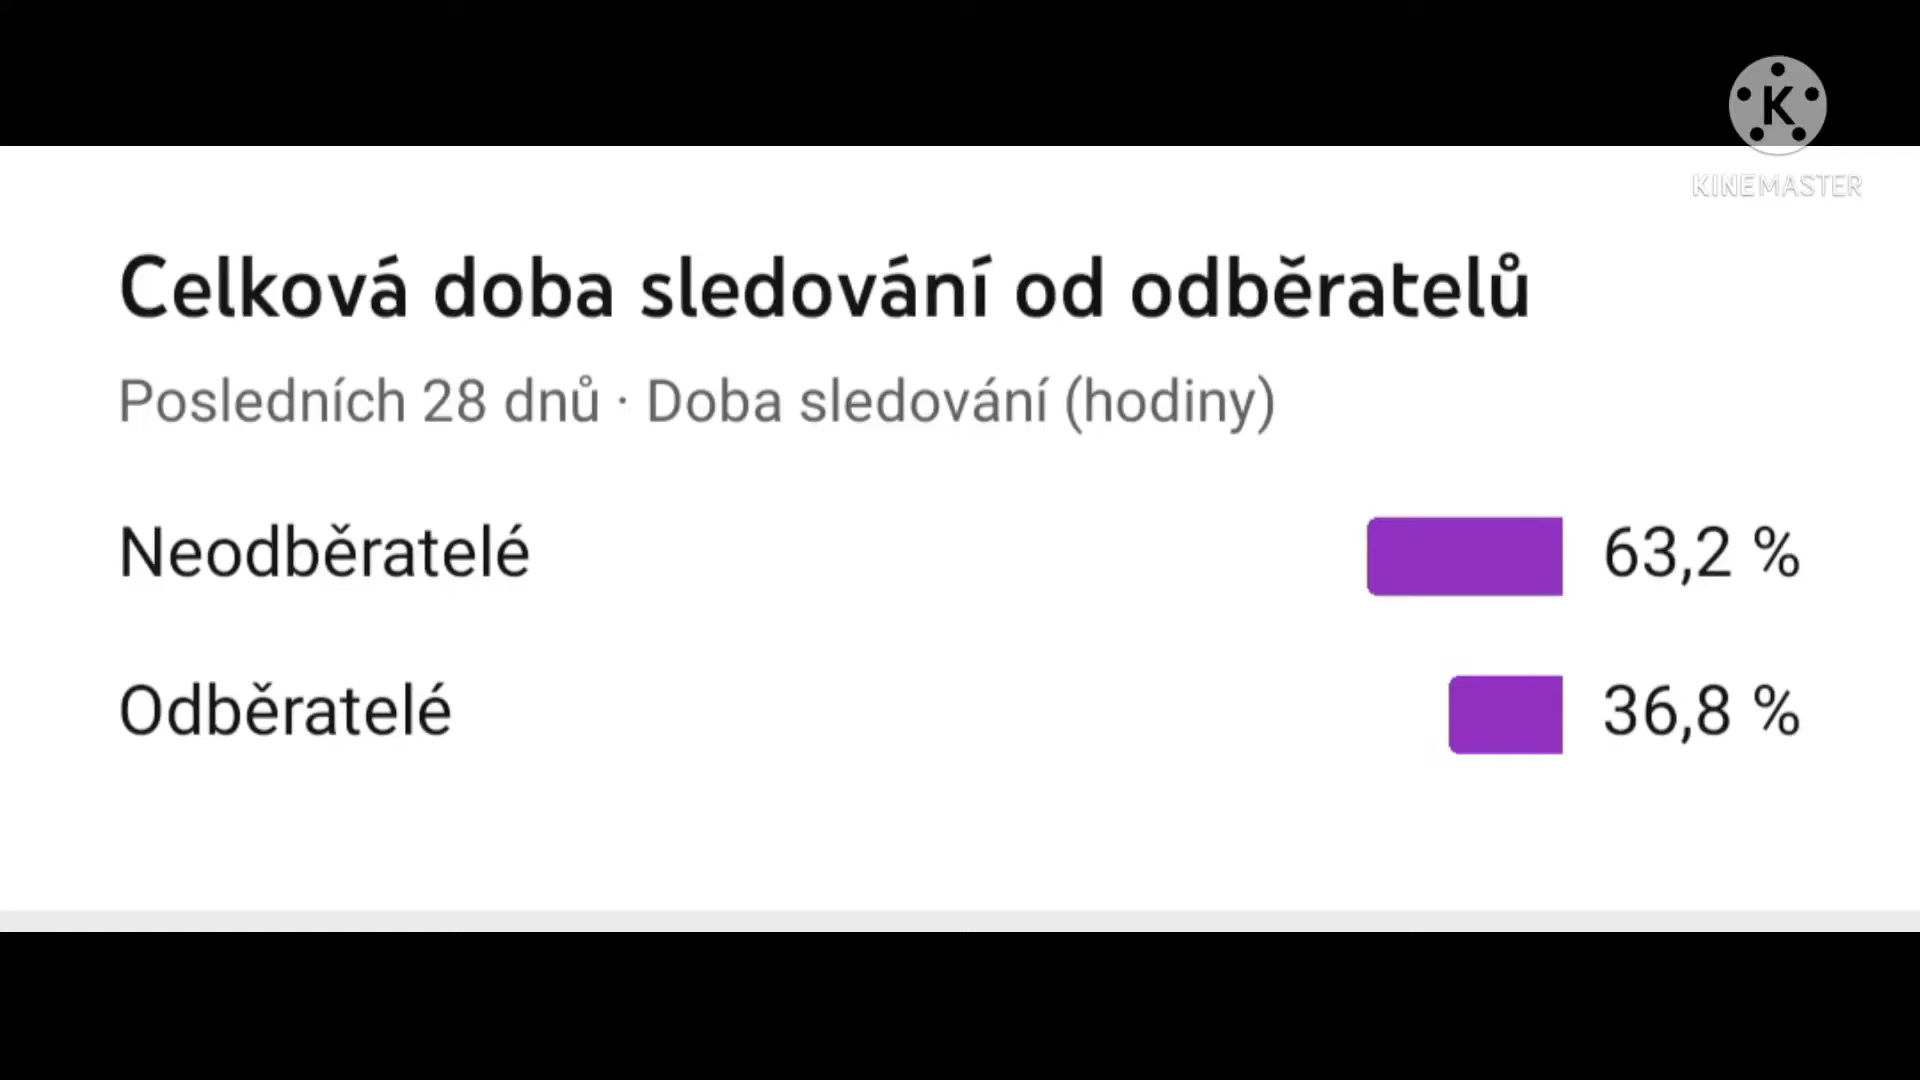 K
KINEMASTER
Celková doba sledování od odběratelů
Posledních 28 dnů · Doba sledování (hodiny)
Neodběratelé 63,2 %
Odběratelé 36,8 %